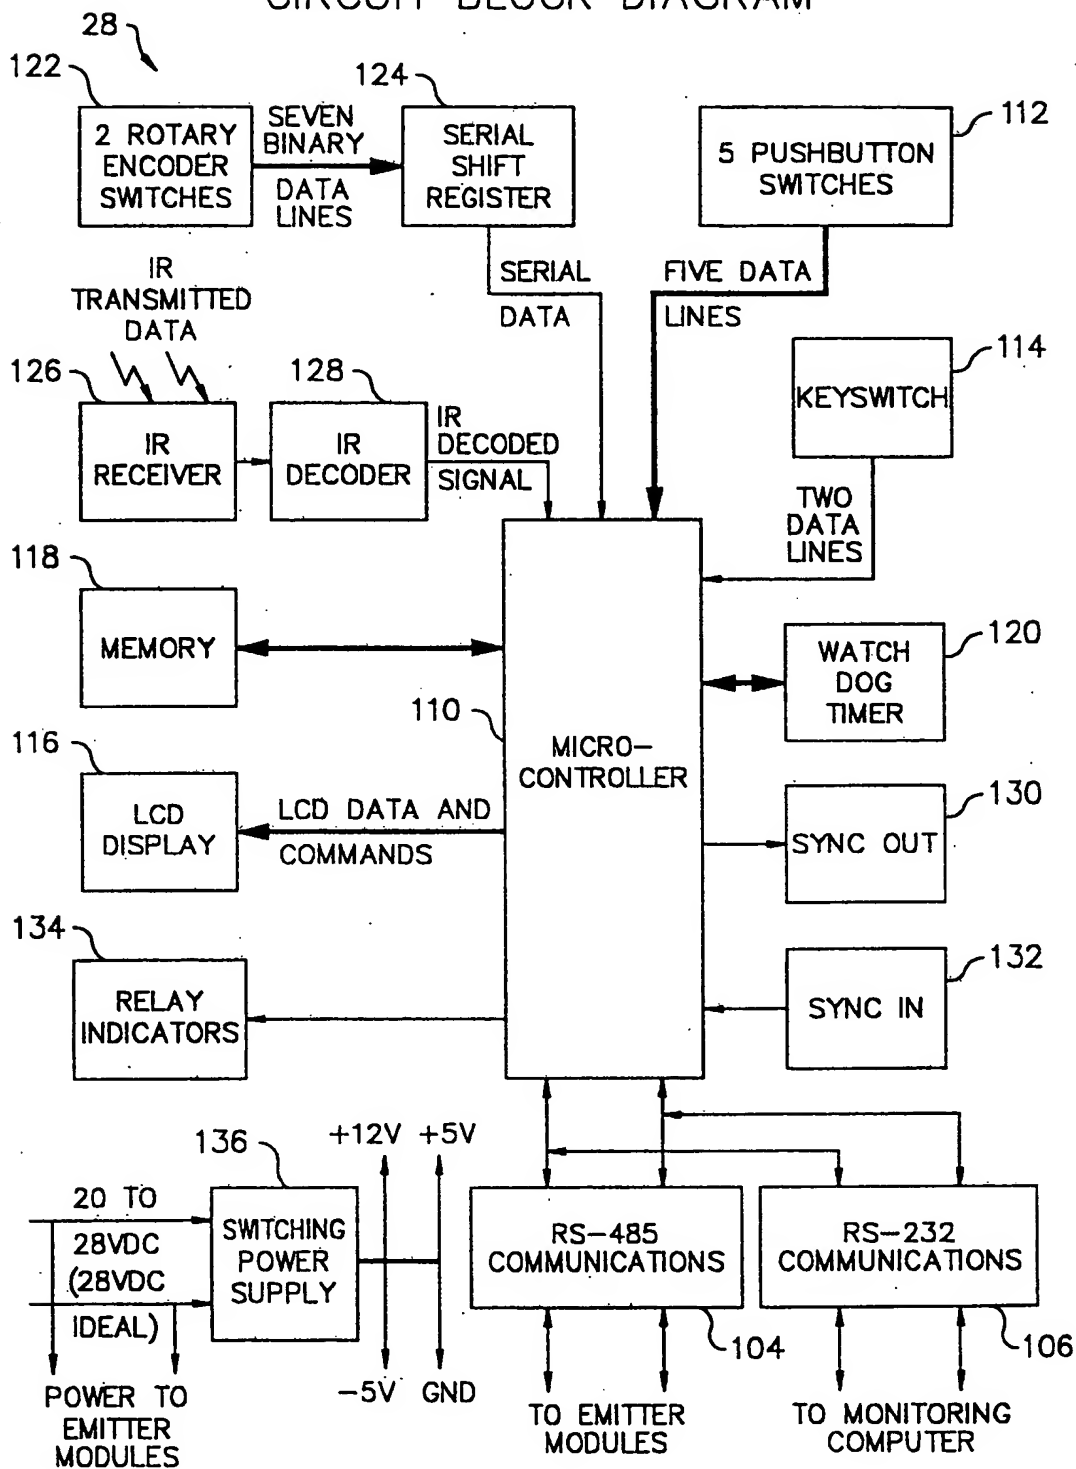 CIRCUIT BLOCK DIAGRAM
28
122
2 ROTARY
ENCODER
SWITCHES
SEVEN
BINARY
DATA
LINES
124
SERIAL
SHIFT
REGISTER
112
5 PUSHBUTTON
SWITCHES
IR
TRANSMITTED
DATA
SERIAL
DATA
FIVE DATA
LINES
114
KEYSWITCH
126
IR
RECEIVER
128
IR
DECODER
IR
DECODED
SIGNAL
TWO
DATA
LINES
118
MEMORY
110
MICRO-
CONTROLLER
120
WATCH
DOG
TIMER
116
LCD
DISPLAY
LCD DATA AND
COMMANDS
130
SYNC OUT
134
RELAY
INDICATORS
132
SYNC IN
136
20 TO
28VDC
(28VDC
IDEAL)
SWITCHING
POWER
SUPPLY
+12V
+5V
-5V
GND
POWER TO
EMITTER
MODULES
RS-485
COMMUNICATIONS
104
TO EMITTER
MODULES
RS-232
COMMUNICATIONS
106
TO MONITORING
COMPUTER